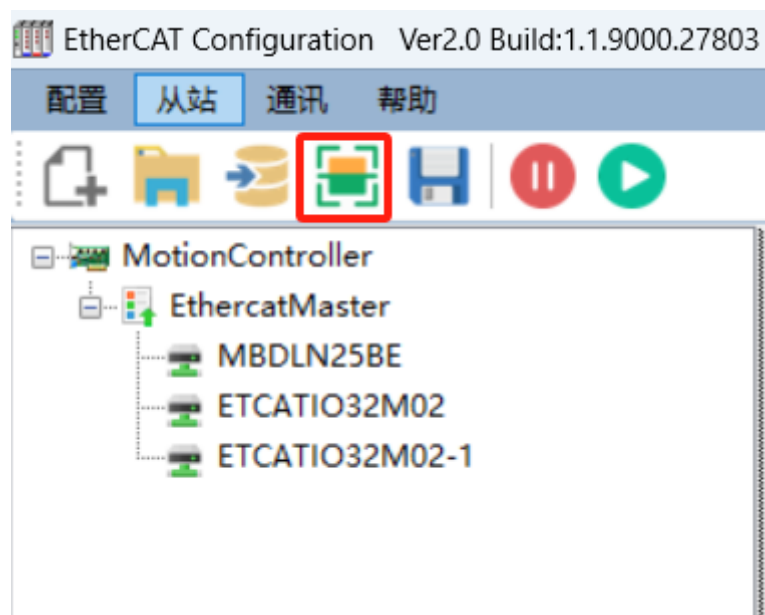 EtherCAT Configuration Ver2.0 Build:1.1.9000.27803
配置 从站 通讯 帮助
MotionController
EthercatMaster
MBDLN25BE
ETCATIO32M02
ETCATIO32M02-1